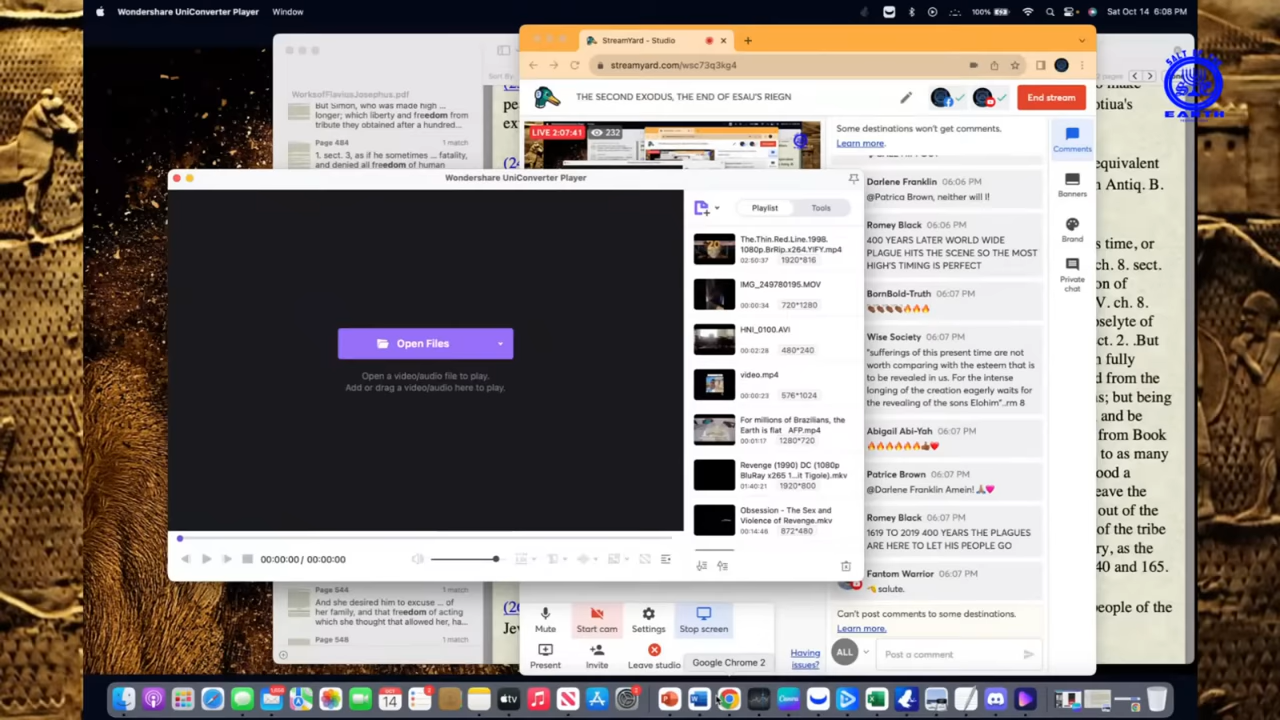 Wondershare UniConverter Player
Window
100%
Sat Oct 14 6:08 PM
WorksofFlaviusJosephus.pdf
But Simon, who was made high ...
longer; which liberty and freedom from
tribute they obtained after a hundred...
Page 484
1 match
1. sect. 3, as if he sometimes ... fatality,
and denied all freedom of human
StreamYard - Studio
streamyard.com/wsc73q3kg4
THE SECOND EXODUS, THE END OF ESAU'S RIEGN
End stream
LIVE 2:07:41
232
Some destinations won't get comments.
Learn more.
Darlene Franklin 06:06 PM
@Patrica Brown, neither will I!
Romey Black 06:06 PM
400 YEARS LATER WORLD WIDE
PLAGUE HITS THE SCENE SO THE MOST
HIGH'S TIMING IS PERFECT
BornBold-Truth 06:07 PM
Wise Society 06:07 PM
"sufferings of this present time are not
worth comparing with the esteem that is
to be revealed in us. For the intense
longing of the creation eagerly waits for
the revealing of the sons Elohim"..rm 8
Abigail Abi-Yah 06:07 PM
Patrice Brown 06:07 PM
@Darlene Franklin Amein!
Romey Black 06:07 PM
1619 TO 2019 400 YEARS THE PLAGUES
ARE HERE TO LET HIS PEOPLE GO
Fantom Warrior 06:07 PM
salute.
Can't post comments to some destinations.
Learn more.
ALL
Post a comment
Comments
Banners
Brand
Private
chat
Wondershare UniConverter Player
Open Files
Open a video/audio file to play.
Add or drag a video/audio here to play.
00:00:00 / 00:00:00
Playlist
Tools
The.Thin.Red.Line.1998.
1080p.BrRip.x264.YIFY.mp4
02:50:37 1920*816
IMG_249780195.MOV
00:00:34 720*1280
HNI_0100.AVI
00:02:28 480*240
video.mp4
00:00:23 576*1024
For millions of Brazilians, the
Earth is flat AFP.mp4
00:01:17 1280*720
Revenge (1990) DC (1080p
BluRay x265 1...it Tigole).mkv
01:40:21 1920*800
Obsession - The Sex and
Violence of Revenge.mkv
00:14:46 872*480
Page 544
1 match
And she desired him to excuse ... of
her family, and that freedom of acting
which she thought that allowed her, ha...
Page 548
1 match
Mute
Start cam
Settings
Stop screen
Present
Invite
Leave studio
Google Chrome 2
Having
issues?
SALT OF THE
EARTH
make
ptiua's
equivalent
Antiq. B.
s time, or
ch. 8. sect.
on of
V. ch. 8.
oselyte of
ct. 2. .But
fully
d from the
s; but being
and be
from Book
to as many
ood a
eave the
out of the
of the tribe
ry, as the
40 and 165.
people of the